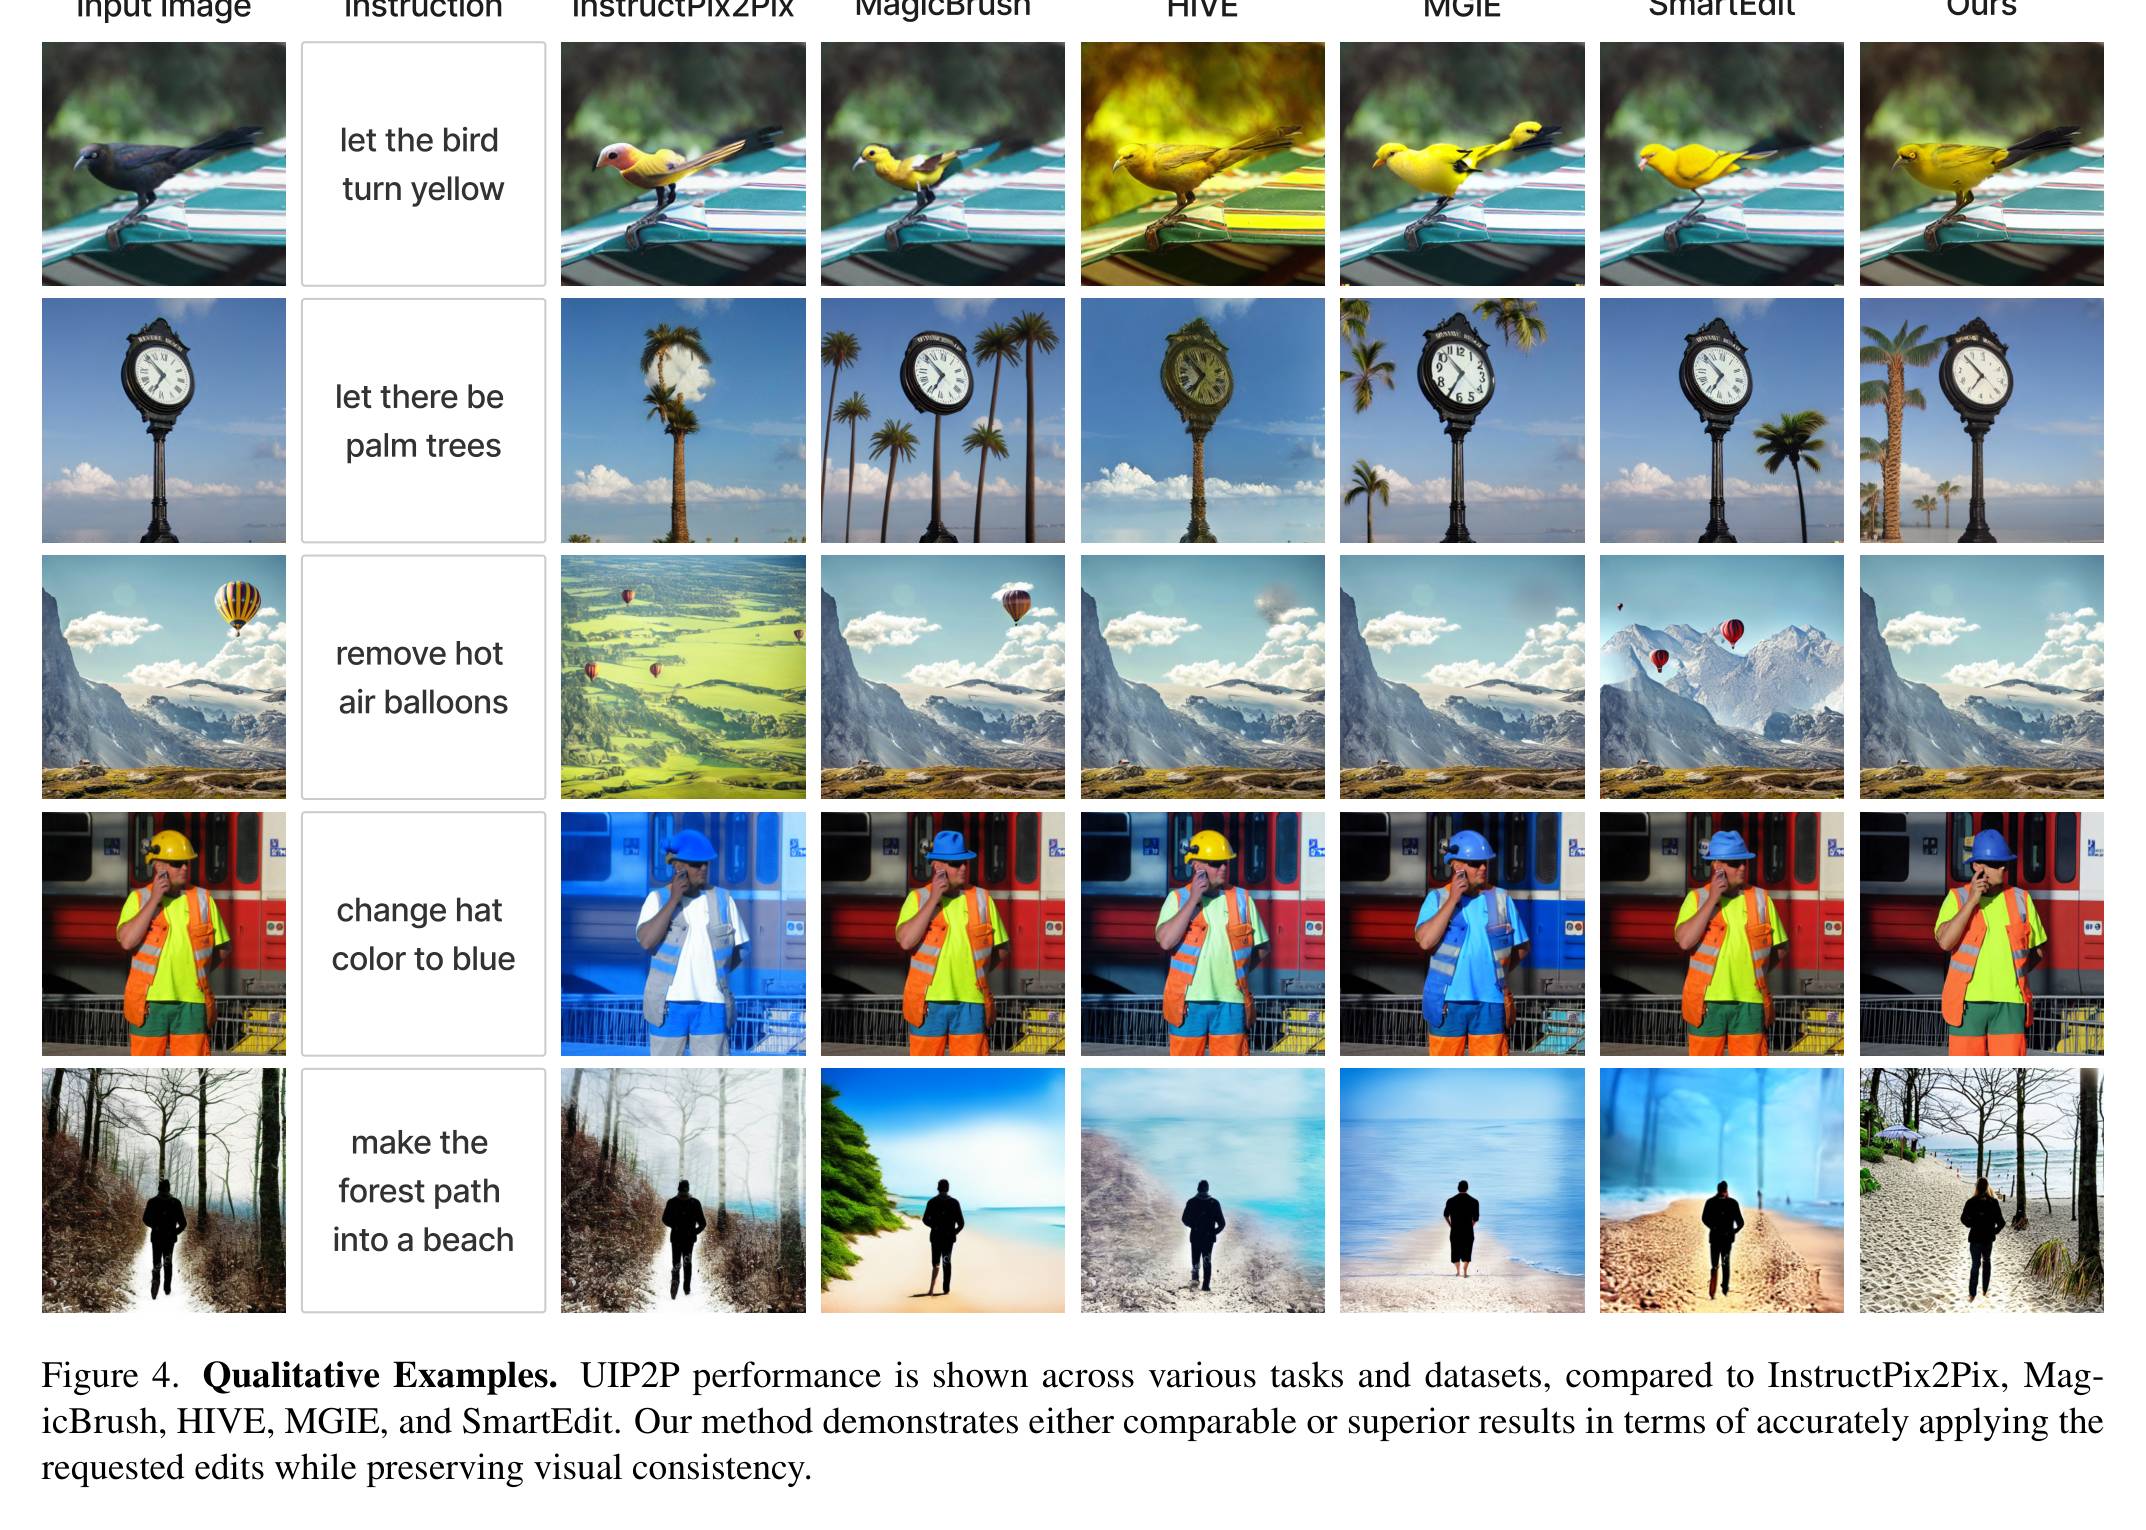 Input Image Instruction InstructPix2Pix MagicBrush HIVE MGIE SmartEdit Ours
let the bird
turn yellow
let there be
palm trees
remove hot
air balloons
change hat
color to blue
make the
forest path
into a beach
Figure 4. Qualitative Examples. UIP2P performance is shown across various tasks and datasets, compared to InstructPix2Pix, Mag-
icBrush, HIVE, MGIE, and SmartEdit. Our method demonstrates either comparable or superior results in terms of accurately applying the
requested edits while preserving visual consistency.